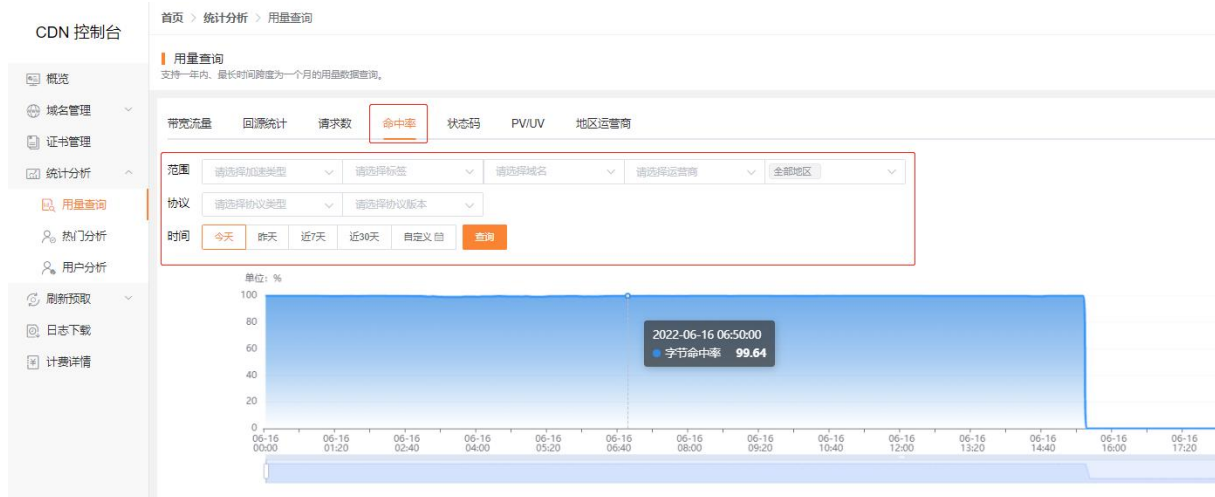 CDN 控制台
概览
域名管理
证书管理
统计分析
用量查询
热门分析
用户分析
刷新预取
日志下载
计费详情
首页 > 统计分析 > 用量查询
用量查询
支持一年内、最长时间跨度为一个月的用量数据查询。
带宽流量 回源统计 请求数 命中率 状态码 PV/UV 地区运营商
范围 请选择加速类型 请选择标签 请选择域名 请选择运营商 全部地区
协议 请选择协议类型 请选择协议版本
时间 今天 昨天 近7天 近30天 自定义 查询
单位: %
100
80
60
40
20
0
2022-06-16 06:50:00
字节命中率 99.64
06-16 06-16 06-16 06-16 06-16 06-16 06-16 06-16 06-16 06-16 06-16 06-16 06-16 06-16
00:00 01:20 02:40 04:00 05:20 06:40 08:00 09:20 10:40 12:00 13:20 14:40 16:00 17:20